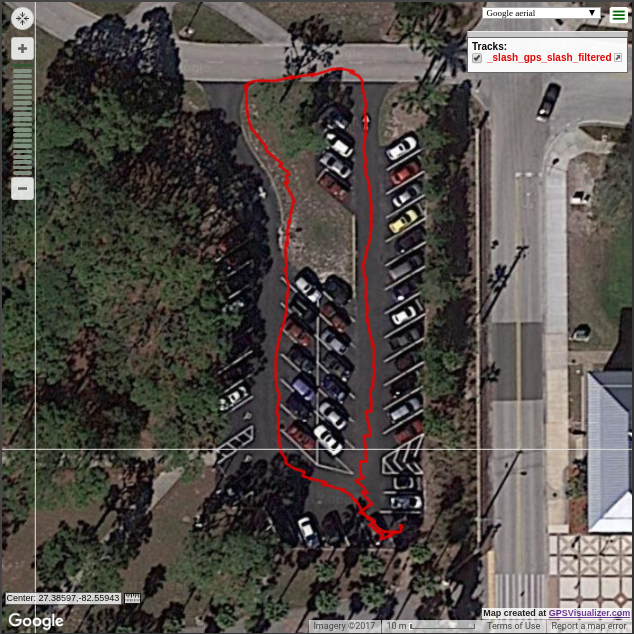 Google aerial
Tracks:
_slash_gps_slash_filtered
Center: 27.38597,-82.55943
Map created at GPSVisualizer.com
Google
Imagery ©2017
10 m
Terms of Use
Report a map error